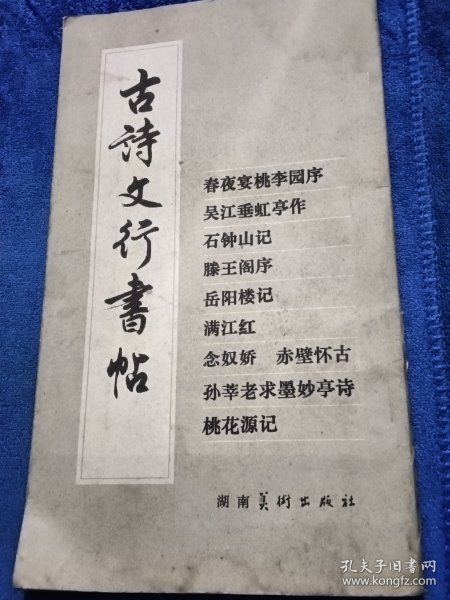 古诗文行书帖
春夜宴桃李园序
吴江垂虹亭作
石钟山记
滕王阁序
岳阳楼记
满江红
念奴娇 赤壁怀古
孙莘老求墨妙亭诗
桃花源记
湖南美术出版社
孔夫子旧书网
www.kongfz.com